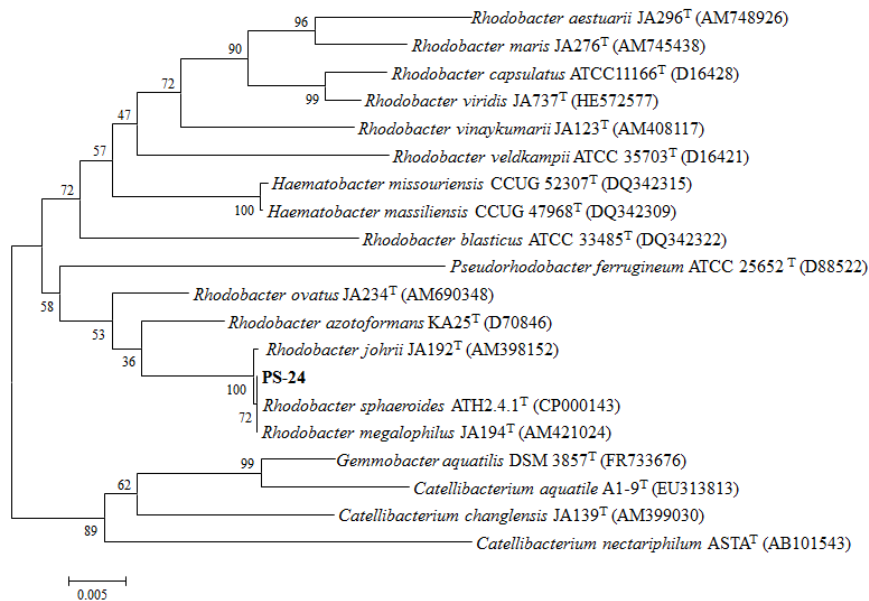 96 Rhodobacter aestuarii JA296ᵀ (AM748926)
90 Rhodobacter maris JA276ᵀ (AM745438)
Rhodobacter capsulatus ATCC11166ᵀ (D16428)
72 99 Rhodobacter viridis JA737ᵀ (HE572577)
47 Rhodobacter vinaykumarii JA123ᵀ (AM408117)
57 Rhodobacter veldkampii ATCC 35703ᵀ (D16421)
72 Haematobacter missouriensis CCUG 52307ᵀ (DQ342315)
100 Haematobacter massiliensis CCUG 47968ᵀ (DQ342309)
Rhodobacter blasticus ATCC 33485ᵀ (DQ342322)
Pseudorhodobacter ferrugineum ATCC 25652 ᵀ (D88522)
58 Rhodobacter ovatus JA234ᵀ (AM690348)
53 Rhodobacter azotoformans KA25ᵀ (D70846)
36 Rhodobacter johrii JA192ᵀ (AM398152)
100 PS-24
72 Rhodobacter sphaeroides ATH2.4.1ᵀ (CP000143)
Rhodobacter megalophilus JA194ᵀ (AM421024)
99 Gemmobacter aquatilis DSM 3857ᵀ (FR733676)
62 Catellibacterium aquatile A1-9ᵀ (EU313813)
89 Catellibacterium changlensis JA139ᵀ (AM399030)
Catellibacterium nectariphilum ASTAᵀ (AB101543)
0.005